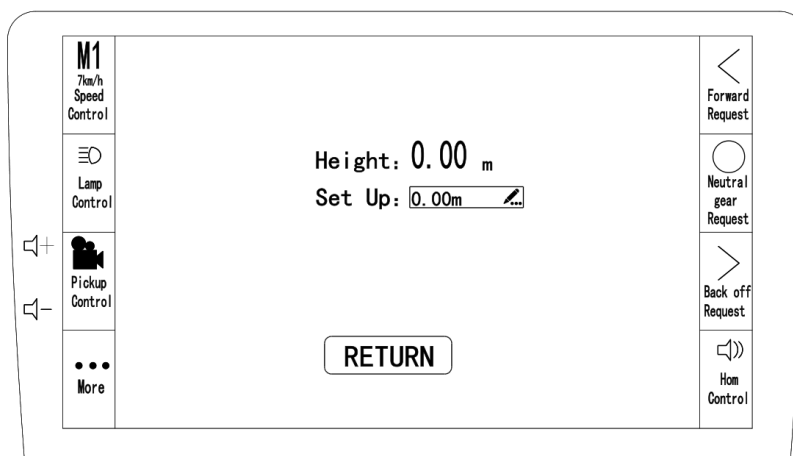 M1
7km/h
Speed
Control
Lamp
Control
Pickup
Control
More
Height: 0.00 m
Set Up: 0.00m
RETURN
Forward
Request
Neutral
gear
Request
Back off
Request
Hom
Control